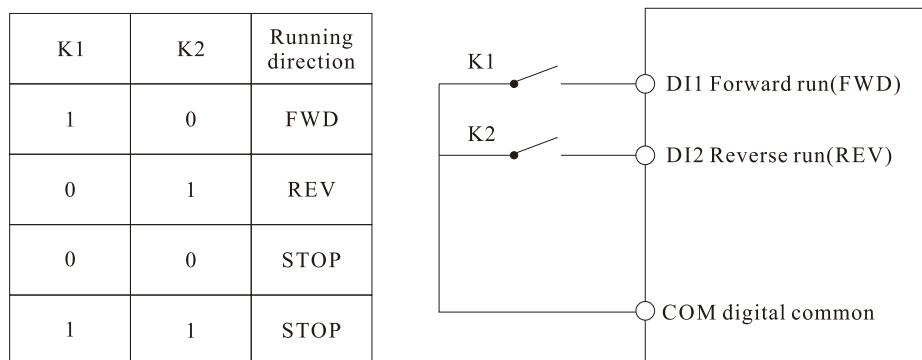 K1 K2 Running
direction
1 0 FWD
0 1 REV
0 0 STOP
1 1 STOP
K1
DI1 Forward run(FWD)
K2
DI2 Reverse run(REV)
COM digital common